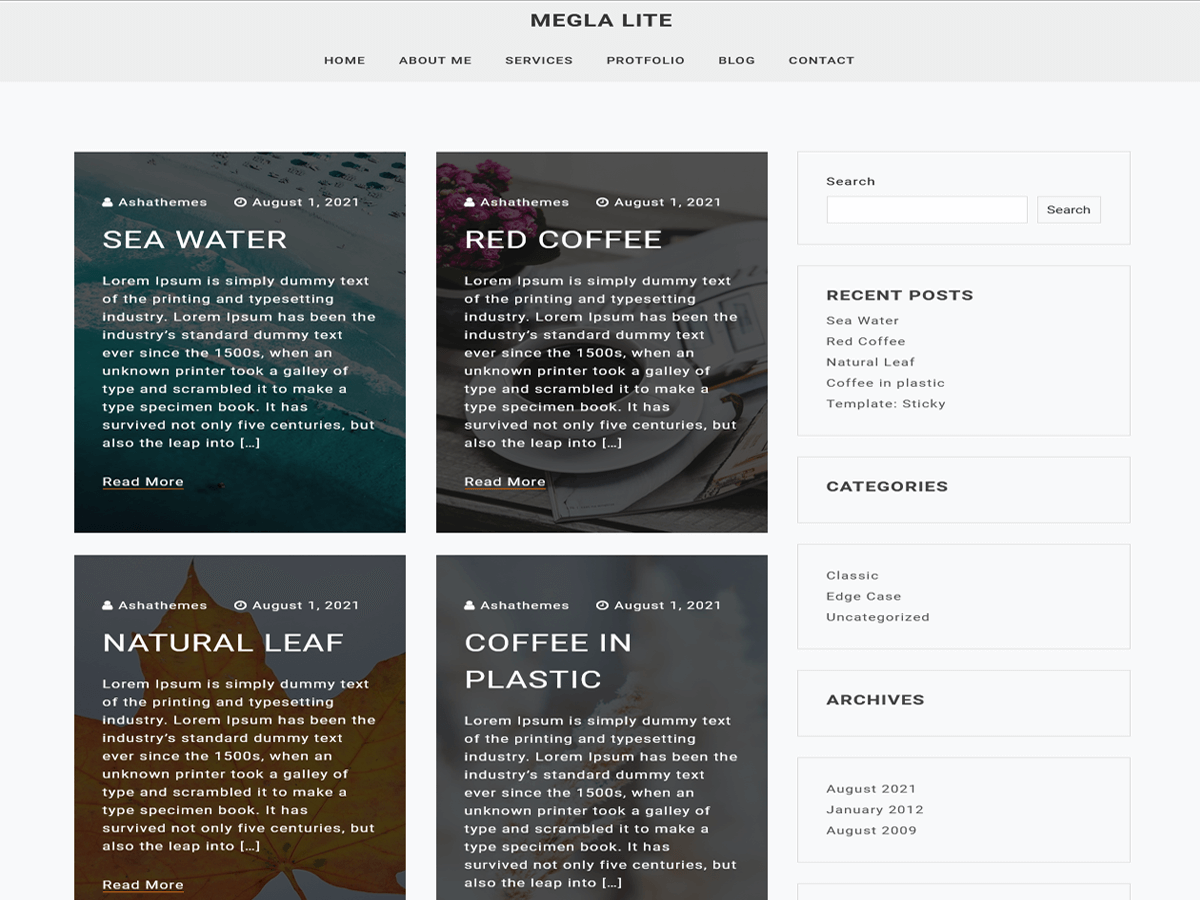 MEGLA LITE
HOME ABOUT ME SERVICES PROTFOLIO BLOG CONTACT
Ashathemes August 1, 2021
SEA WATER
Lorem Ipsum is simply dummy text
of the printing and typesetting
industry. Lorem Ipsum has been the
industry’s standard dummy text
ever since the 1500s, when an
unknown printer took a galley of
type and scrambled it to make a
type specimen book. It has
survived not only five centuries, but
also the leap into […]
Read More
Ashathemes August 1, 2021
RED COFFEE
Lorem Ipsum is simply dummy text
of the printing and typesetting
industry. Lorem Ipsum has been the
industry’s standard dummy text
ever since the 1500s, when an
unknown printer took a galley of
type and scrambled it to make a
type specimen book. It has
survived not only five centuries, but
also the leap into […]
Read More
Ashathemes August 1, 2021
NATURAL LEAF
Lorem Ipsum is simply dummy text
of the printing and typesetting
industry. Lorem Ipsum has been the
industry’s standard dummy text
ever since the 1500s, when an
unknown printer took a galley of
type and scrambled it to make a
type specimen book. It has
survived not only five centuries, but
also the leap into […]
Read More
Ashathemes August 1, 2021
COFFEE IN
PLASTIC
Lorem Ipsum is simply dummy text
of the printing and typesetting
industry. Lorem Ipsum has been the
industry’s standard dummy text
ever since the 1500s, when an
unknown printer took a galley of
type and scrambled it to make a
type specimen book. It has
survived not only five centuries, but
also the leap into […]
Search
Search
RECENT POSTS
Sea Water
Red Coffee
Natural Leaf
Coffee in plastic
Template: Sticky
CATEGORIES
Classic
Edge Case
Uncategorized
ARCHIVES
August 2021
January 2012
August 2009